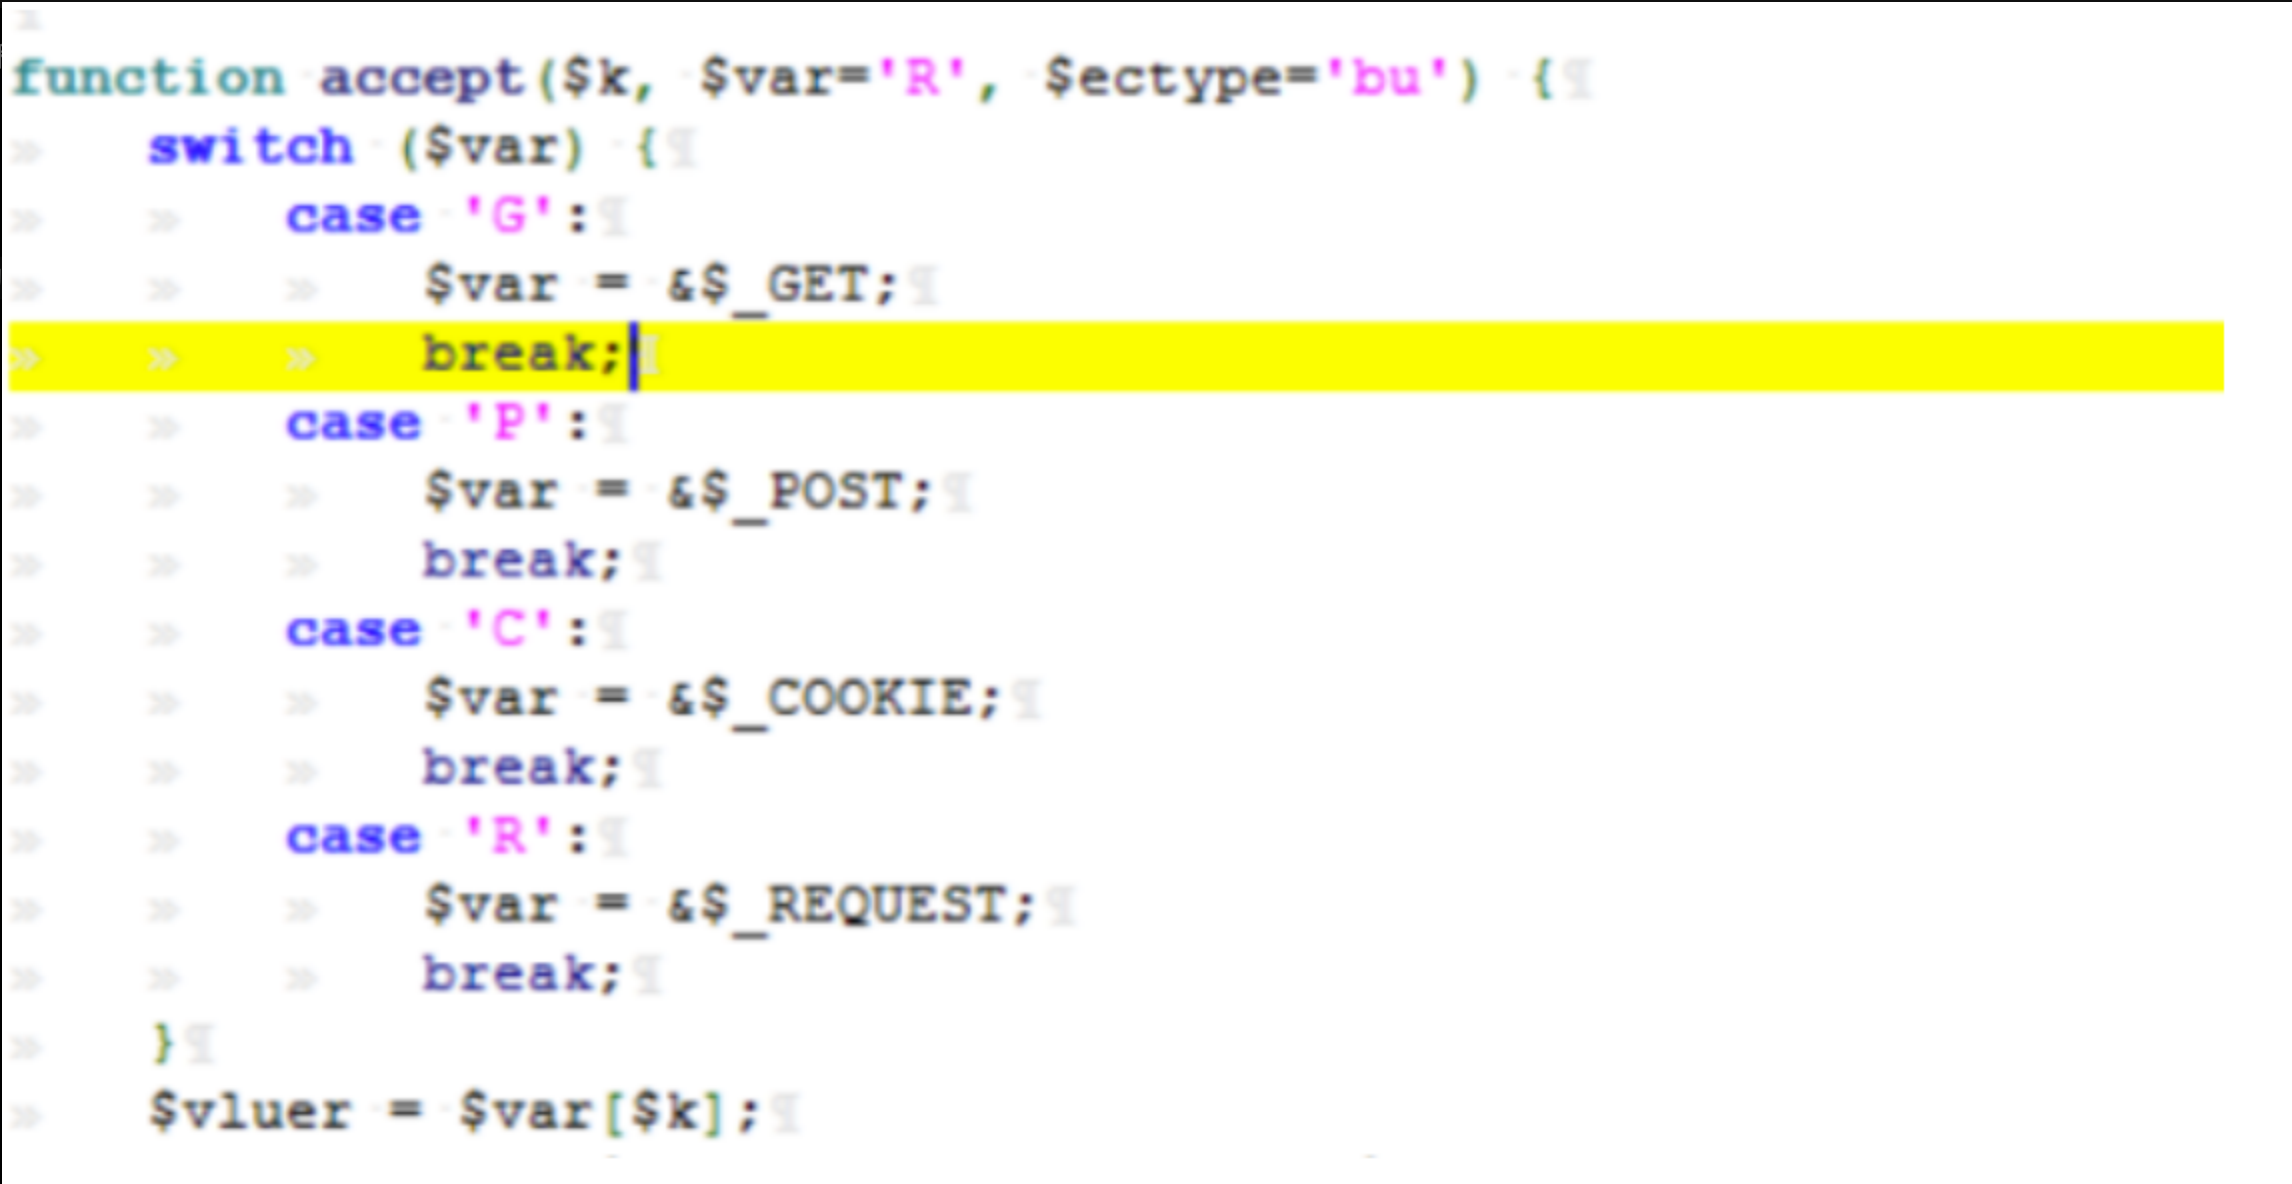 function accept($k, $var='R', $ectype='bu') {
switch ($var) {
case 'G':
$var = &$_GET;
break;
case 'P':
$var = &$_POST;
break;
case 'C':
$var = &$_COOKIE;
break;
case 'R':
$var = &$_REQUEST;
break;
}
$vluer = $var[$k];